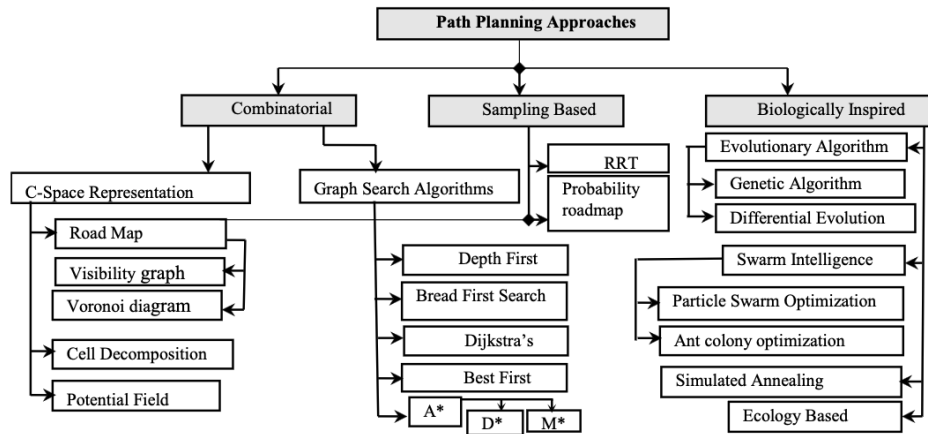 Path Planning Approaches
Combinatorial
Sampling Based
Biologically Inspired
C-Space Representation
Road Map
Visibility graph
Voronoi diagram
Cell Decomposition
Potential Field
Graph Search Algorithms
Depth First
Bread First Search
Dijkstra's
Best First
A*
D*
M*
RRT
Probability
roadmap
Evolutionary Algorithm
Genetic Algorithm
Differential Evolution
Swarm Intelligence
Particle Swarm Optimization
Ant colony optimization
Simulated Annealing
Ecology Based